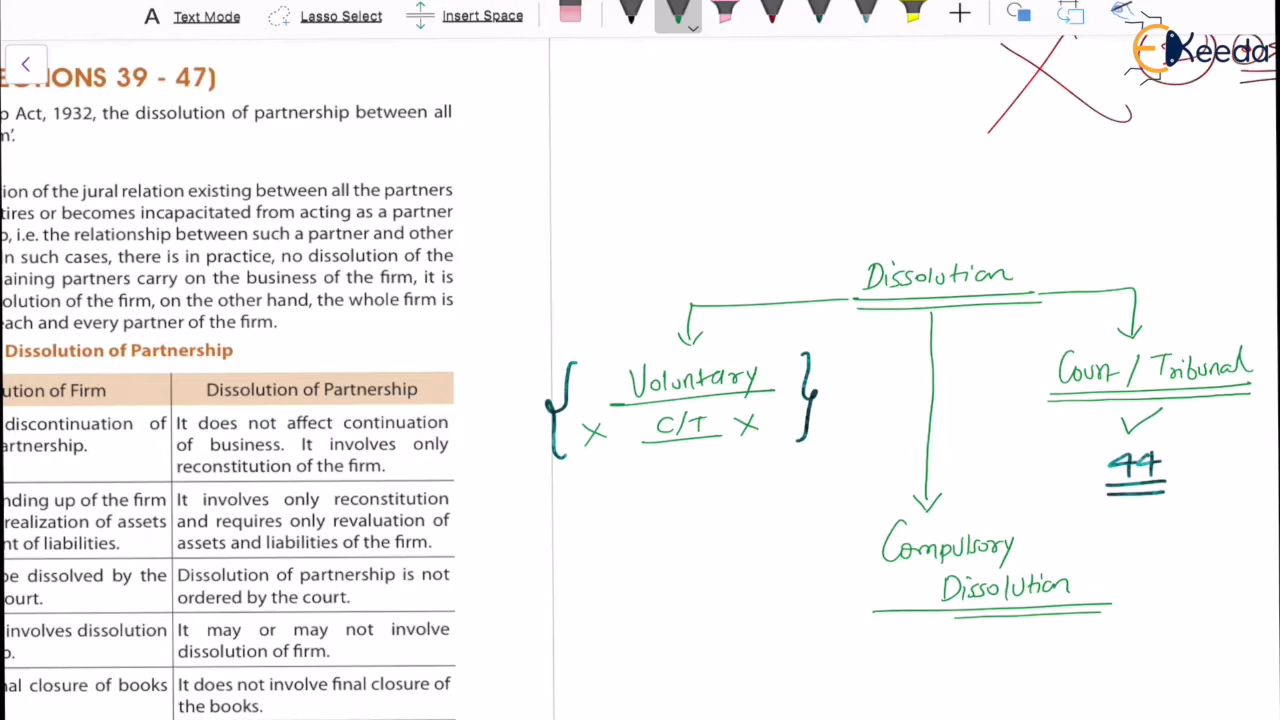 A Text Mode Lasso Select Insert Space
Keeda
ECTIONS 39 - 47)
p Act, 1932, the dissolution of partnership between all
m'.
ion of the jural relation existing between all the partners
tires or becomes incapacitated from acting as a partner
p, i.e. the relationship between such a partner and other
n such cases, there is in practice, no dissolution of the
aining partners carry on the business of the firm, it is
olution of the firm, on the other hand, the whole firm is
each and every partner of the firm.
Dissolution of Partnership
ution of Firm
discontinuation of
artnership.
nding up of the firm
realization of assets
nt of liabilities.
be dissolved by the
ourt.
involves dissolution
p.
nal closure of books
Dissolution of Partnership
It does not affect continuation
of business. It involves only
reconstitution of the firm.
It involves only reconstitution
and requires only revaluation of
assets and liabilities of the firm.
Dissolution of partnership is not
ordered by the court.
It may or may not involve
dissolution of firm.
It does not involve final closure of
the books.
Dissolution
Voluntary
C/T
Court / Tribunal
44
Compulsory
Dissolution